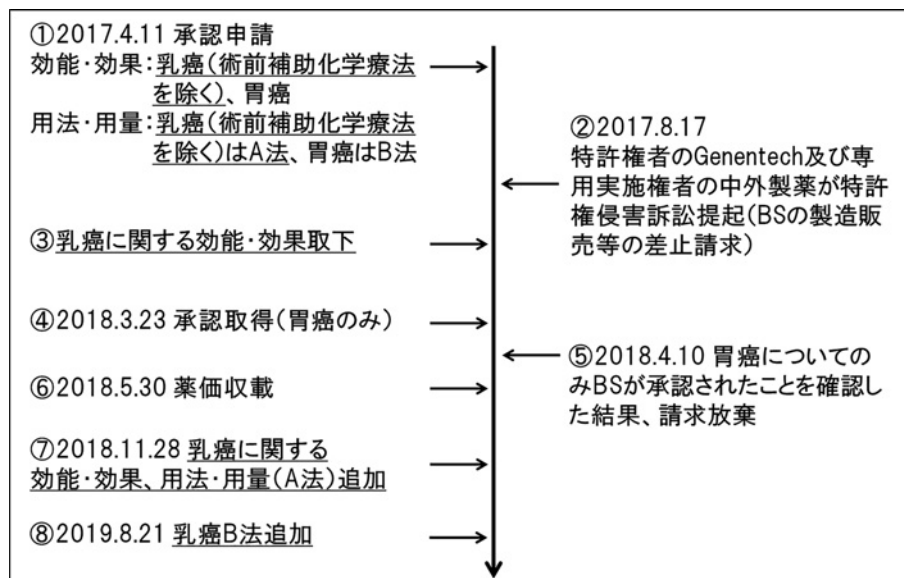 ①2017.4.11 承認申請
効能・効果：乳癌（術前補助化学療法
を除く）、胃癌
用法・用量：乳癌（術前補助化学療法
を除く）はA法、胃癌はB法
②2017.8.17
特許権者のGenentech及び専
用実施権者の中外製薬が特許
権侵害訴訟提起（BSの製造販
売等の差止請求）
③乳癌に関する効能・効果取下
④2018.3.23 承認取得（胃癌のみ）
⑤2018.4.10 胃癌についての
みBSが承認されたことを確認し
た結果、請求放棄
⑥2018.5.30 薬価収載
⑦2018.11.28 乳癌に関する
効能・効果、用法・用量（A法）追加
⑧2019.8.21 乳癌B法追加